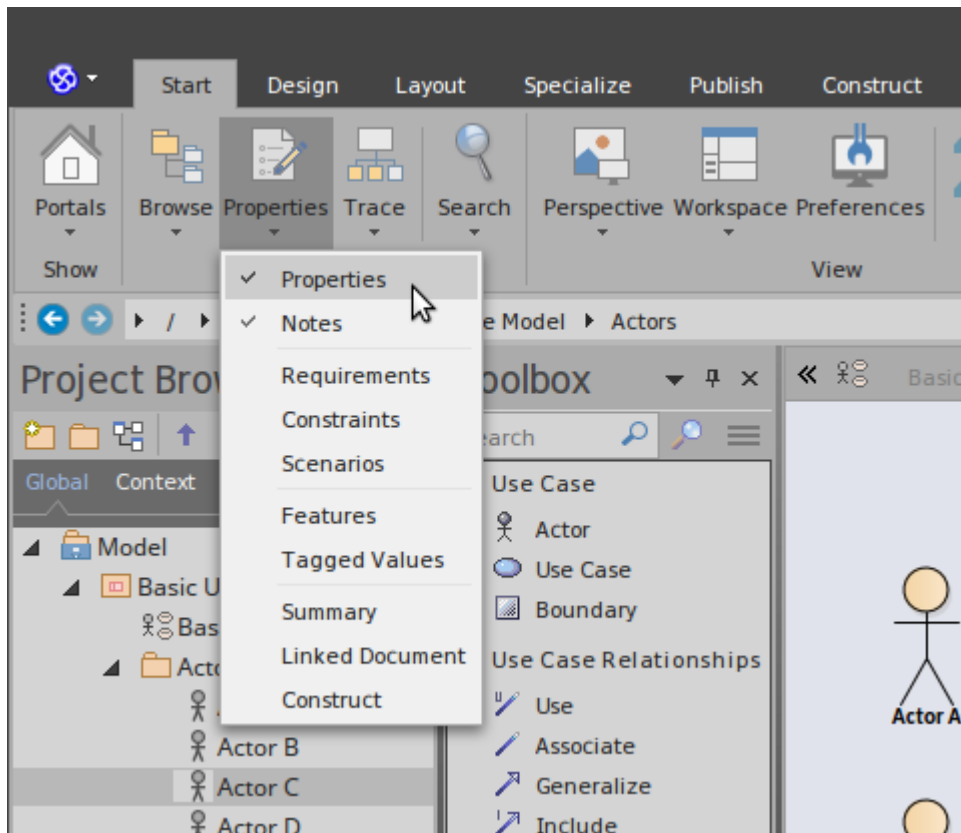 Start Design Layout Specialize Publish Construct
Portals Browse Properties Trace Search Perspective Workspace Preferences
Show View
Properties
Notes
Requirements
Constraints
Scenarios
Features
Tagged Values
Summary
Linked Document
Construct
/ e Model Actors
Project Brow oolbox Basic
earch
Global Context
Model
Basic U
Bas
Acto
Actor B
Actor C
Actor D
Use Case
Actor
Use Case
Boundary
Use Case Relationships
Use
Associate
Generalize
Include
Actor A